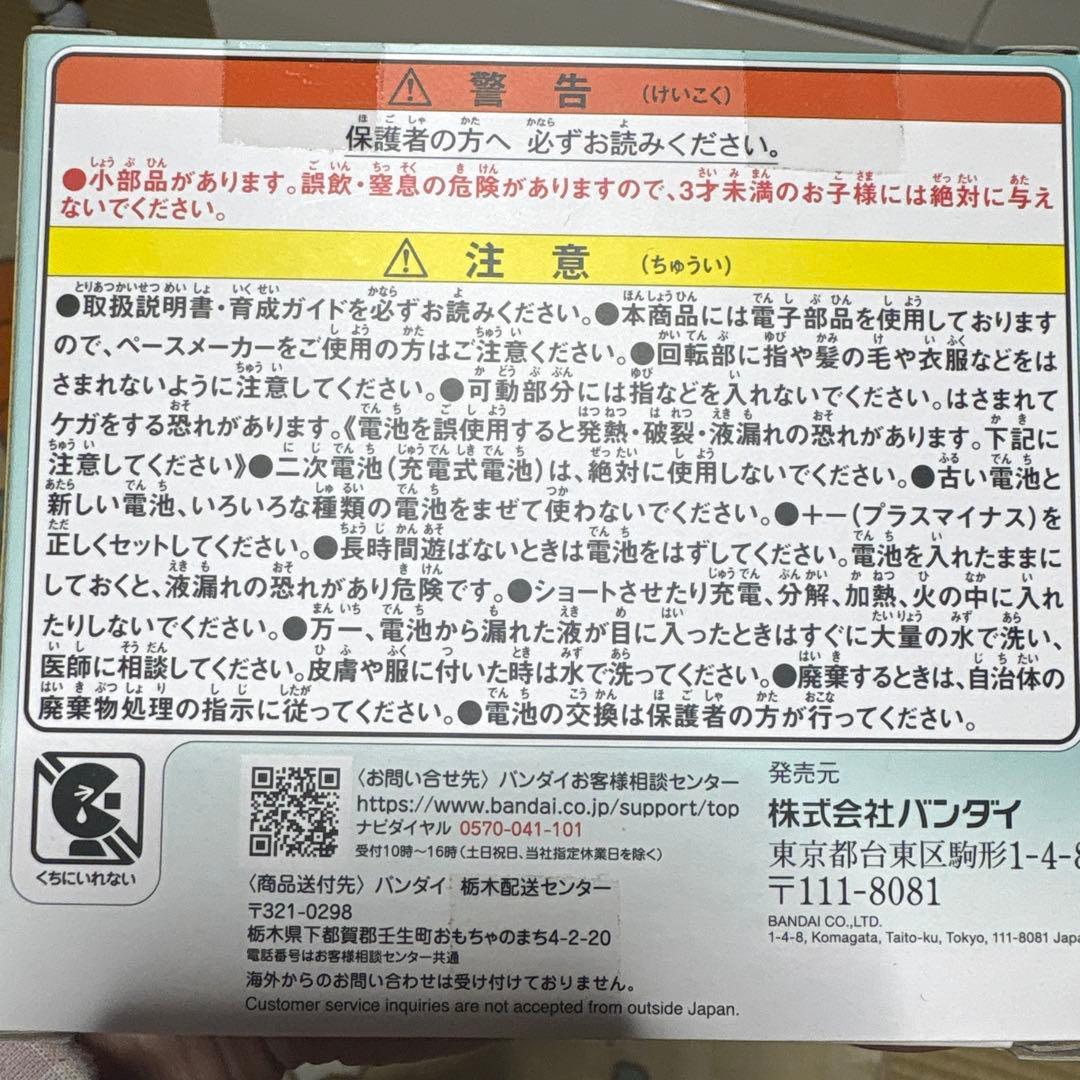 ⚠ 警告 (けいこく)
保護者の方へ 必ずお読みください。
●小部品があります。誤飲・窒息の危険がありますので、3才未満のお子様には絶対に与え
ないでください。
⚠ 注意 (ちゅうい)
●取扱説明書・育成ガイドを必ずお読みください。●本商品には電子部品を使用しております
ので、ペースメーカーをご使用の方はご注意ください。●回転部に指や髪の毛や衣服などをは
さまれないように注意してください。●可動部分には指などを入れないでください。はさまれて
ケガをする恐れがあります。《電池を誤使用すると発熱・破裂・液漏れの恐れがあります。下記に
注意してください》●二次電池(充電式電池)は、絶対に使用しないでください。●古い電池と
新しい電池、いろいろな種類の電池をまぜて使わないでください。●+−(プラスマイナス)を
正しくセットしてください。●長時間遊ばないときは電池をはずしてください。電池を入れたままに
しておくと、液漏れの恐れがあり危険です。●ショートさせたり充電、分解、加熱、火の中に入れ
たりしないでください。●万一、電池から漏れた液が目に入ったときはすぐに大量の水で洗い、
医師に相談してください。皮膚や服に付いた時は水で洗ってください。●廃棄するときは、自治体の
廃棄物処理の指示に従ってください。●電池の交換は保護者の方が行ってください。
くちにいれない
〈お問い合せ先〉バンダイお客様相談センター
https://www.bandai.co.jp/support/top
ナビダイヤル 0570-041-101
受付10時〜16時(土日祝日、当社指定休業日を除く)
〈商品送付先〉バンダイ 栃木配送センター
〒321-0298
栃木県下都賀郡壬生町おもちゃのまち4-2-20
電話番号はお客様相談センター共通
海外からのお問い合わせは受け付けておりません。
Customer service inquiries are not accepted from outside Japan.
発売元
株式会社バンダイ
東京都台東区駒形1-4-8
〒111-8081
BANDAI CO.,LTD.
1-4-8, Komagata, Taito-ku, Tokyo, 111-8081 Japa